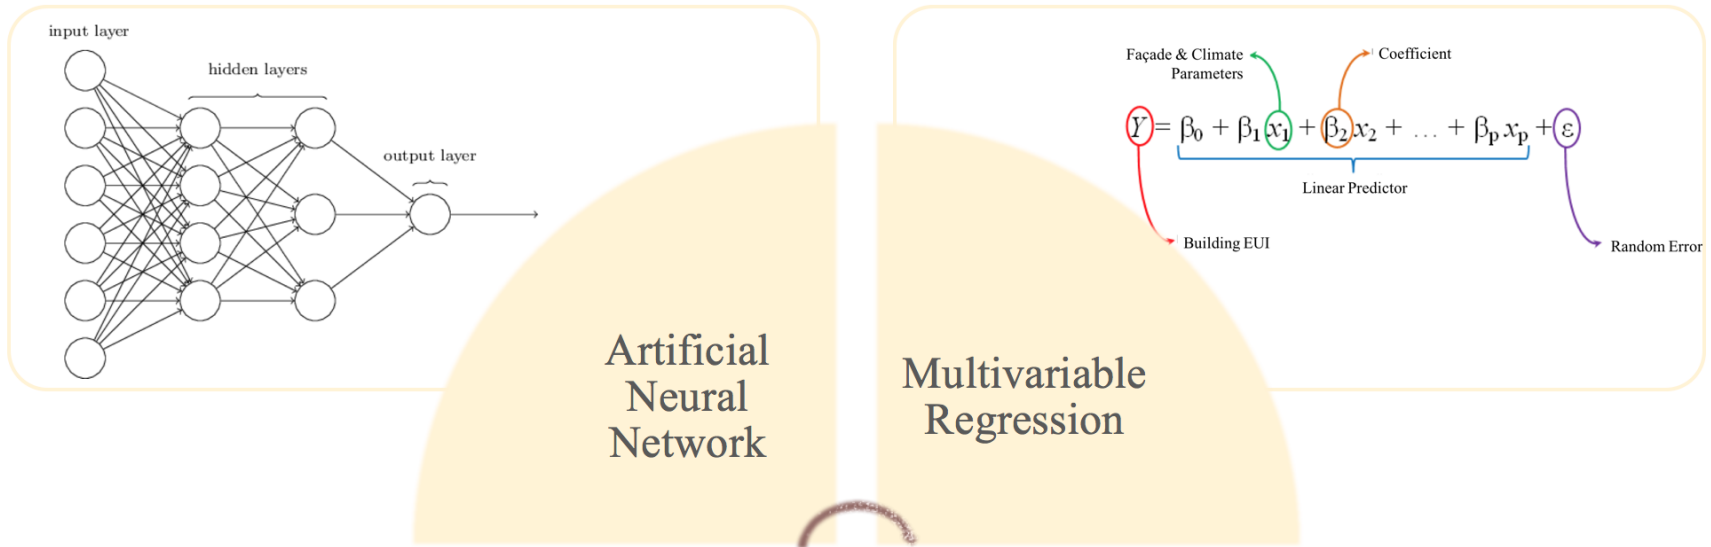 input layer
hidden layers
output layer
Artificial
Neural
Network
Façade & Climate
Parameters
Coefficient
Y = β₀ + β₁ x₁ + β₂ x₂ + … + βₚ xₚ + ε
Linear Predictor
Building EUI
Random Error
Multivariable
Regression